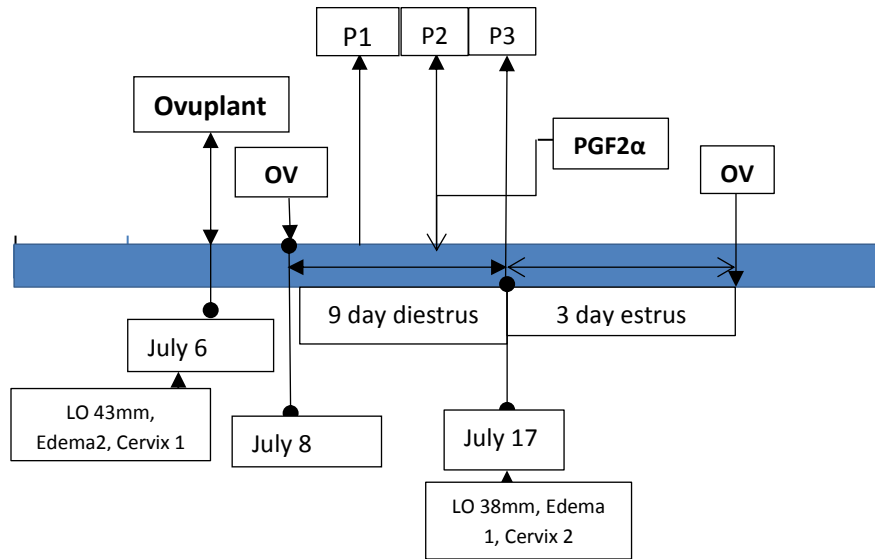 P1
P2
P3
Ovuplant
PGF2α
OV
OV
9 day diestrus
3 day estrus
July 6
LO 43mm,
Edema2, Cervix 1
July 8
July 17
LO 38mm, Edema
1, Cervix 2